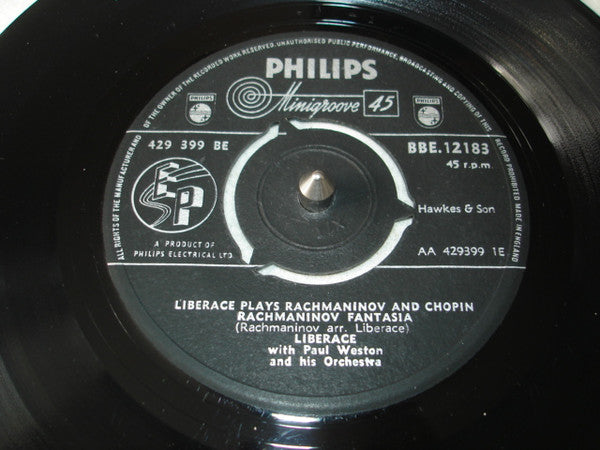 ALL RIGHTS OF THE MANUFACTURER AND OF THE OWNER OF THE RECORDED WORK RESERVED. UNAUTHORISED PUBLIC PERFORMANCE, BROADCASTING AND COPYING OF THIS RECORD PROHIBITED MADE IN ENGLAND
PHILIPS
Minigroove 45
PHILIPS
PHILIPS
429 399 BE
BBE.12183
45 r.p.m.
EP
Hawkes & Son
A PRODUCT OF
PHILIPS ELECTRICAL LTD.
AA 429399 1E
LIBERACE PLAYS RACHMANINOV AND CHOPIN
RACHMANINOV FANTASIA
(Rachmaninov arr. Liberace)
LIBERACE
with Paul Weston
and his Orchestra